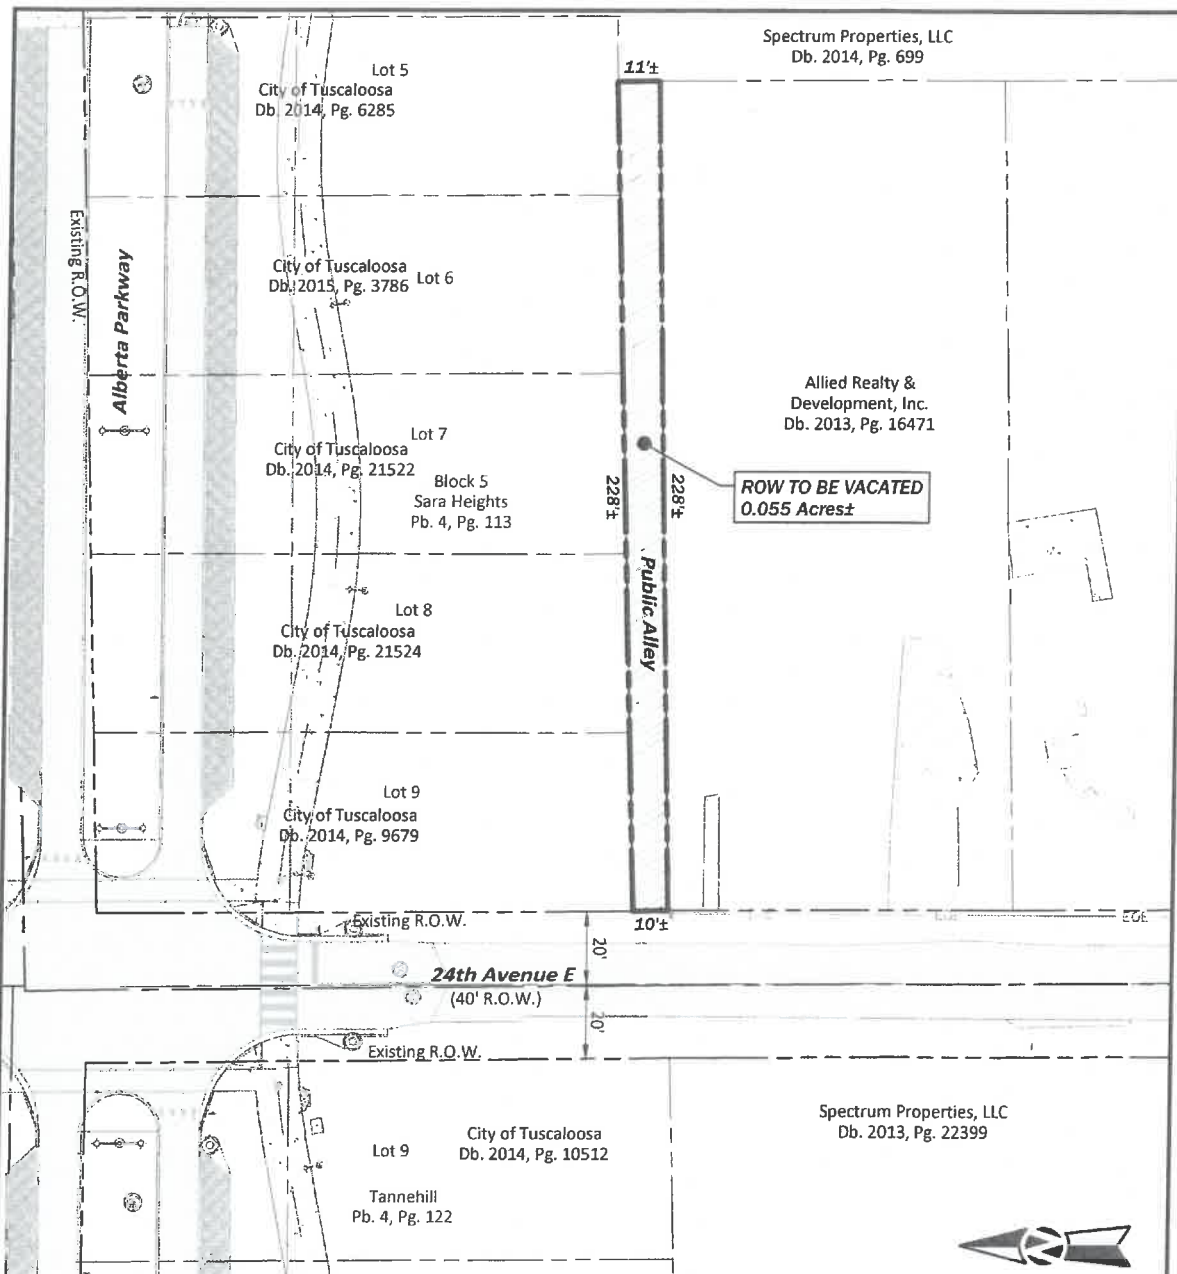 Spectrum Properties, LLC
Db. 2014, Pg. 699
11'±
Lot 5
City of Tuscaloosa
Db. 2014, Pg. 6285
Existing R.O.W.
Alberta Parkway
City of Tuscaloosa
Db. 2015, Pg. 3786
Lot 6
Allied Realty &
Development, Inc.
Db. 2013, Pg. 16471
Lot 7
City of Tuscaloosa
Db. 2014, Pg. 21522
Block 5
Sara Heights
Pb. 4, Pg. 113
228'±
228'±
ROW TO BE VACATED
0.055 Acres±
Public Alley
Lot 8
City of Tuscaloosa
Db. 2014, Pg. 21524
Lot 9
City of Tuscaloosa
Db. 2014, Pg. 9679
10'±
Existing R.O.W.
20'
24th Avenue E
(40' R.O.W.)
20'
Existing R.O.W.
Spectrum Properties, LLC
Db. 2013, Pg. 22399
City of Tuscaloosa
Db. 2014, Pg. 10512
Lot 9
Tannehill
Pb. 4, Pg. 122